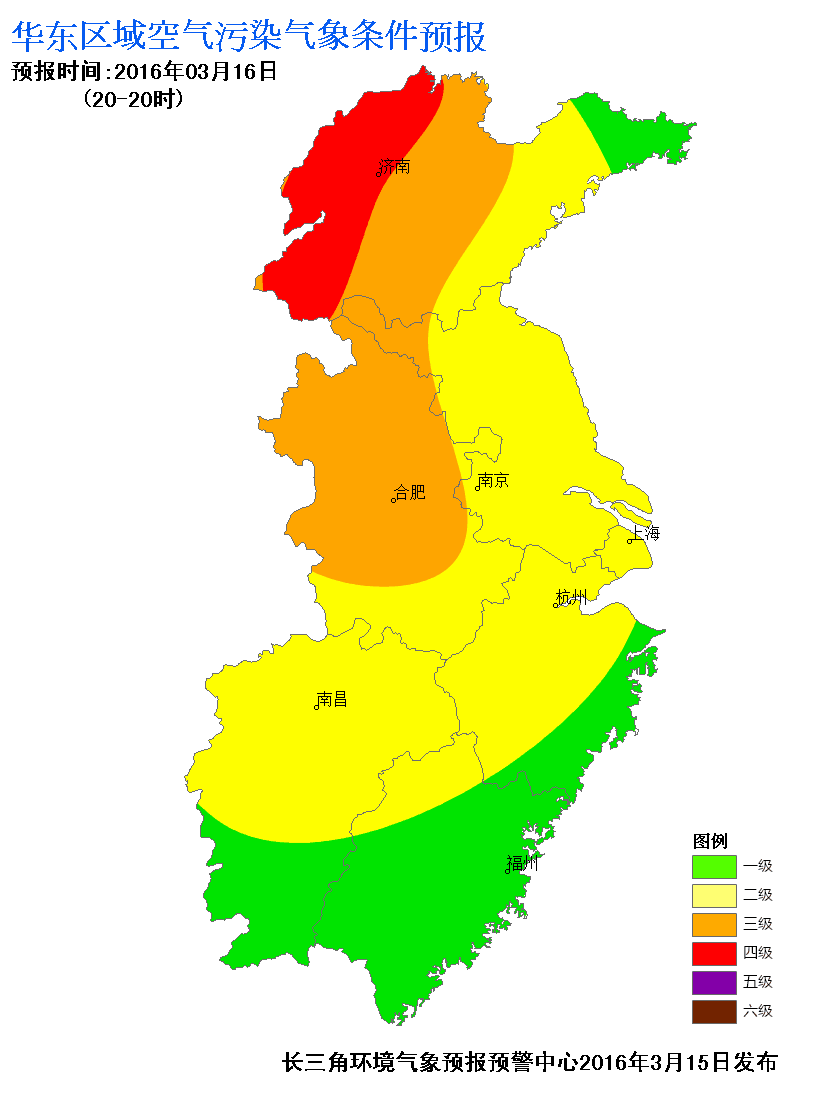 华东区域空气污染气象条件预报
预报时间:2016年03月16日
(20-20时)
济南
合肥
南京
上海
杭州
南昌
福州
图例
一级
二级
三级
四级
五级
六级
长三角环境气象预报预警中心2016年3月15日发布